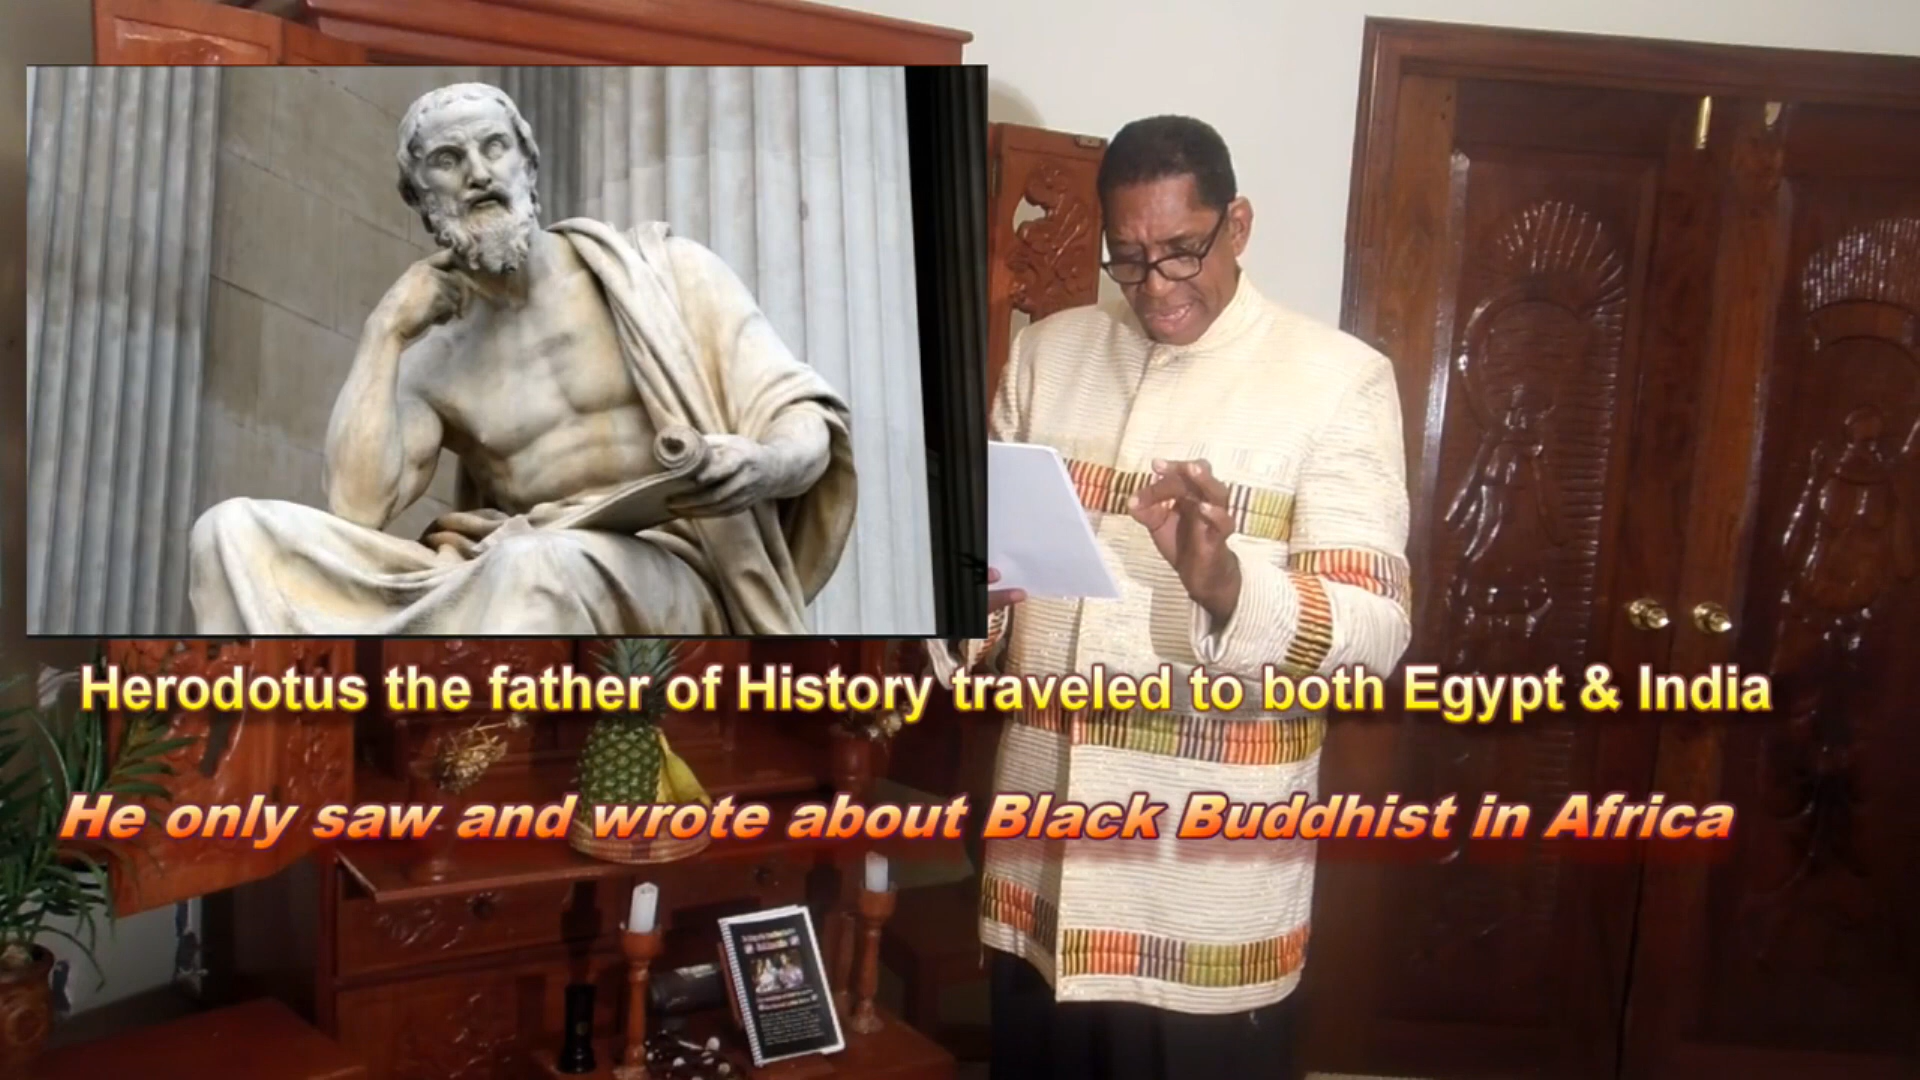 Herodotus the father of History traveled to both Egypt & India
He only saw and wrote about Black Buddhist in Africa